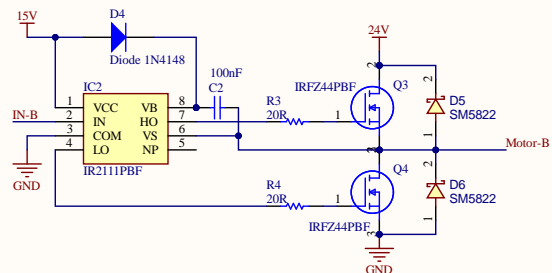 15V
D4
Diode 1N4148
24V
100nF
C2
IC2
1 VCC VB 8
2 IN HO 7
3 COM VS 6
4 LO NP 5
IR2111PBF
IN-B
GND
R3
20R
1
2
3
IRFZ44PBF
Q3
2
D5
SM5822
1
Motor-B
R4
20R
1
2
3
Q4
IRFZ44PBF
2
D6
SM5822
1
GND